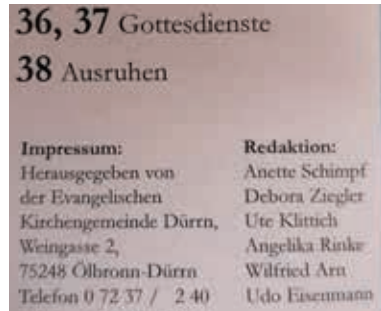 36, 37 Gottesdienste
38 Ausruhen
Impressum:
Herausgegeben von
der Evangelischen
Kirchengemeinde Dürrn,
Weingasse 2,
75248 Ölbronn-Dürrn
Telefon 0 72 37 / 2 40
Redaktion:
Anette Schimpf
Debora Ziegler
Ute Klittich
Angelika Rinke
Wilfried Arn
Udo Eisenmann